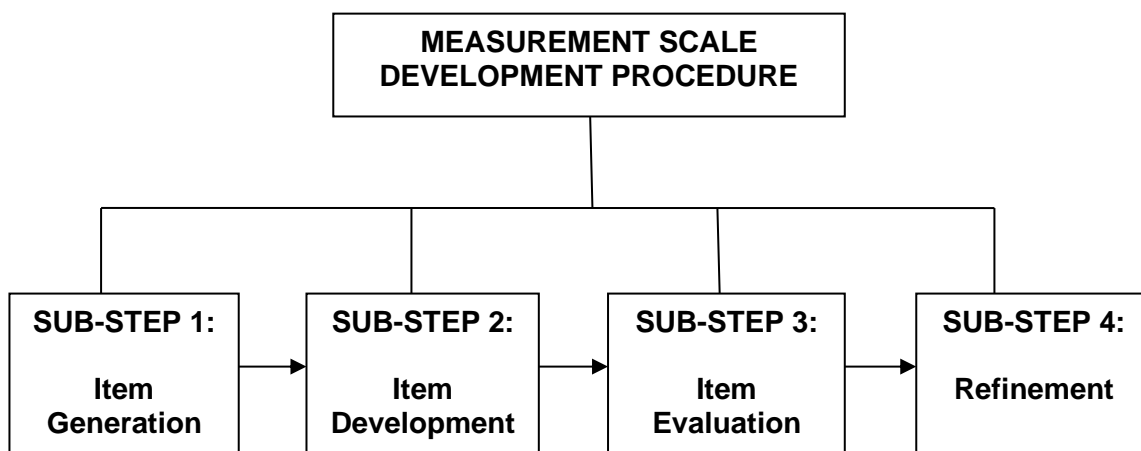 MEASUREMENT SCALE
DEVELOPMENT PROCEDURE
SUB-STEP 1:
Item
Generation
SUB-STEP 2:
Item
Development
SUB-STEP 3:
Item
Evaluation
SUB-STEP 4:
Refinement